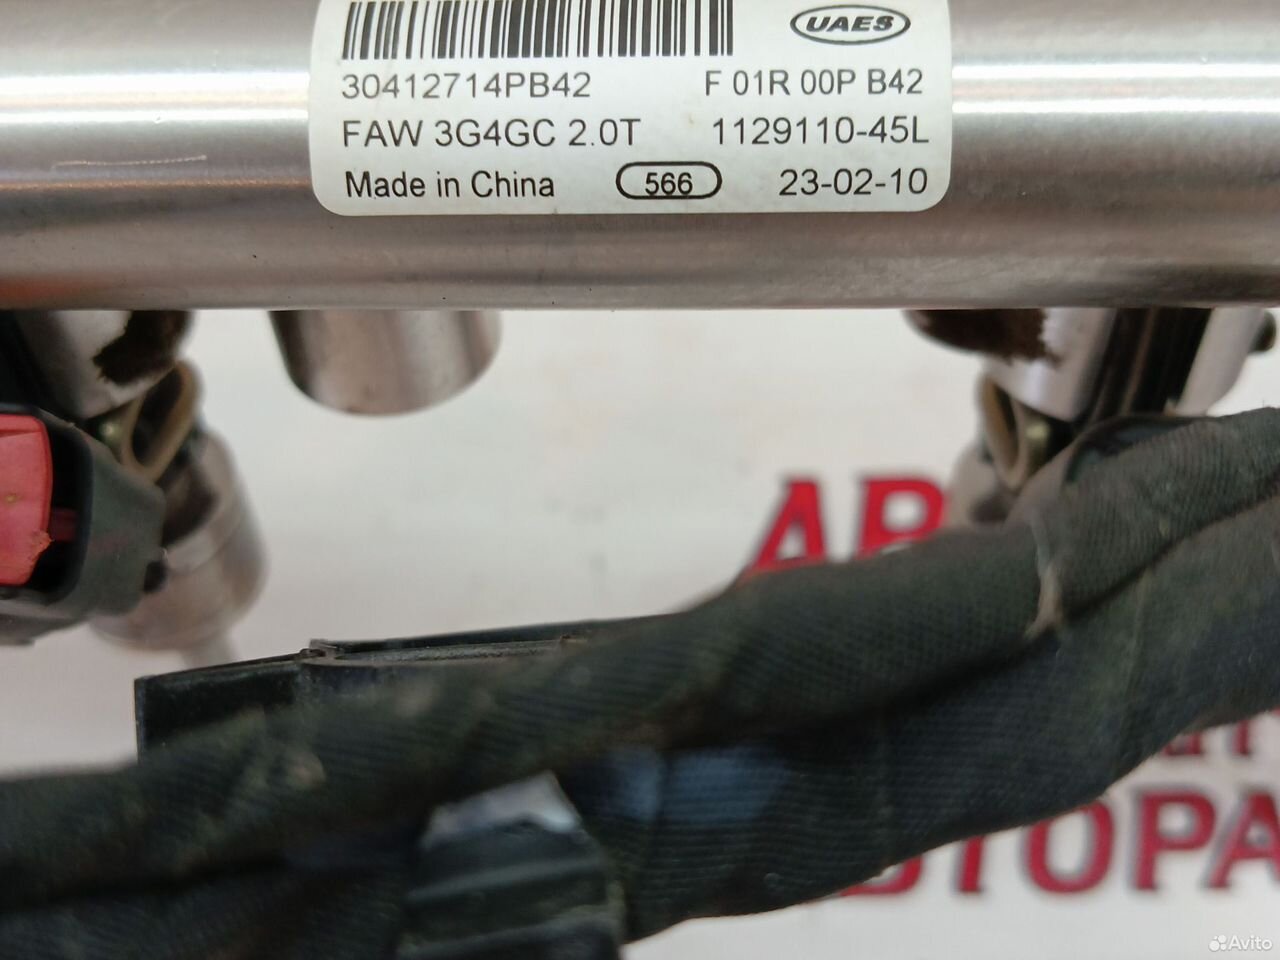 UAES
30412714PB42 F 01R 00P B42
FAW 3G4GC 2.0T 1129110-45L
Made in China 566 23-02-10
Avito